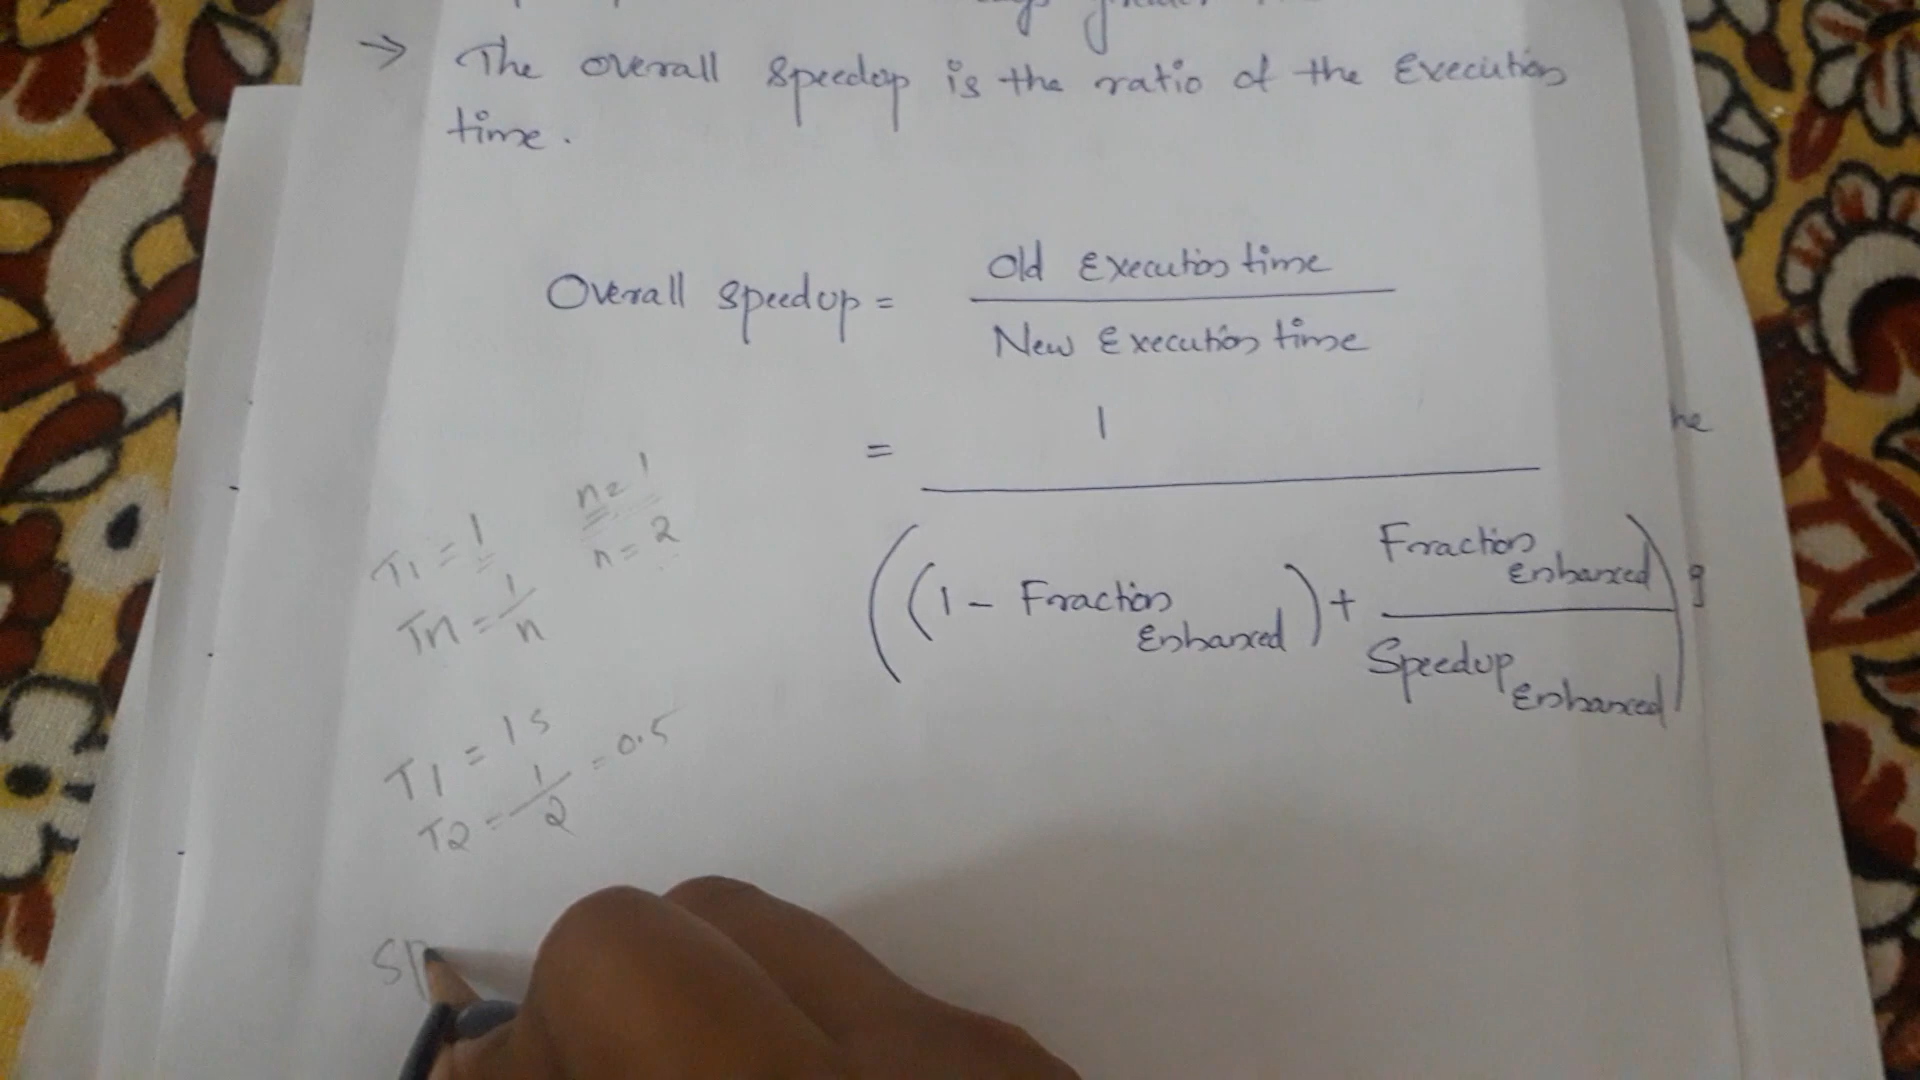 → The overall Speedup is the ratio of the Execution
time.
Overall Speedup = Old Execution time
New Execution time
= 1
((1 - Fraction Enhanced) + Fraction Enhanced
Speedup Enhanced)
he
g
T1 = 1
Tn = 1/n
n = 1
n = 2
T1 = 1s
T2 = 1/2 = 0.5
SP